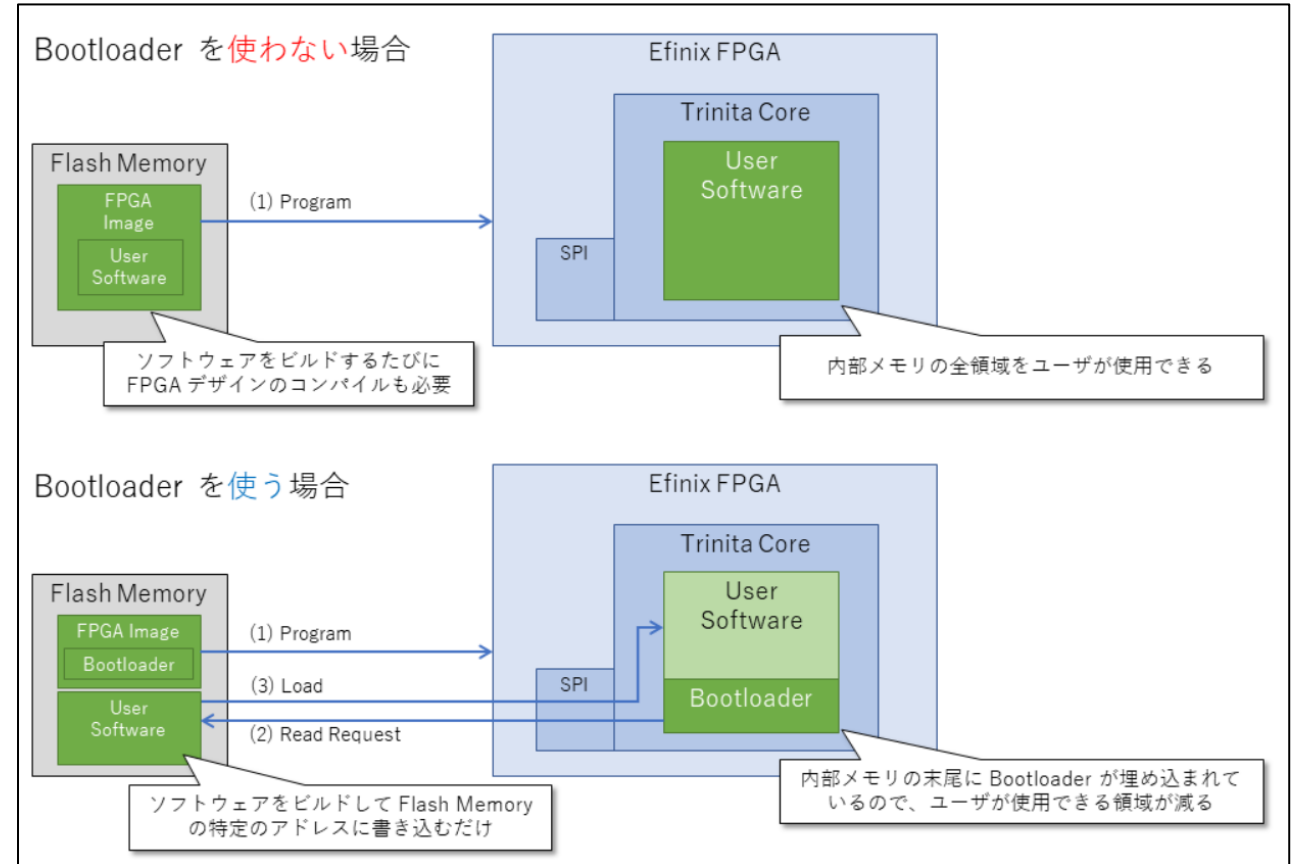 Bootloader を使わない場合
Efinix FPGA
Trinita Core
User
Software
Flash Memory
FPGA
Image
User
Software
(1) Program
SPI
ソフトウェアをビルドするたびに
FPGA デザインのコンパイルも必要
内部メモリの全領域をユーザが使用できる
Bootloader を使う場合
Efinix FPGA
Trinita Core
User
Software
Flash Memory
FPGA Image
Bootloader
(1) Program
(3) Load
SPI
Bootloader
User
Software
(2) Read Request
内部メモリの末尾に Bootloader が埋め込まれて
いるので、ユーザが使用できる領域が減る
ソフトウェアをビルドして Flash Memory
の特定のアドレスに書き込むだけ